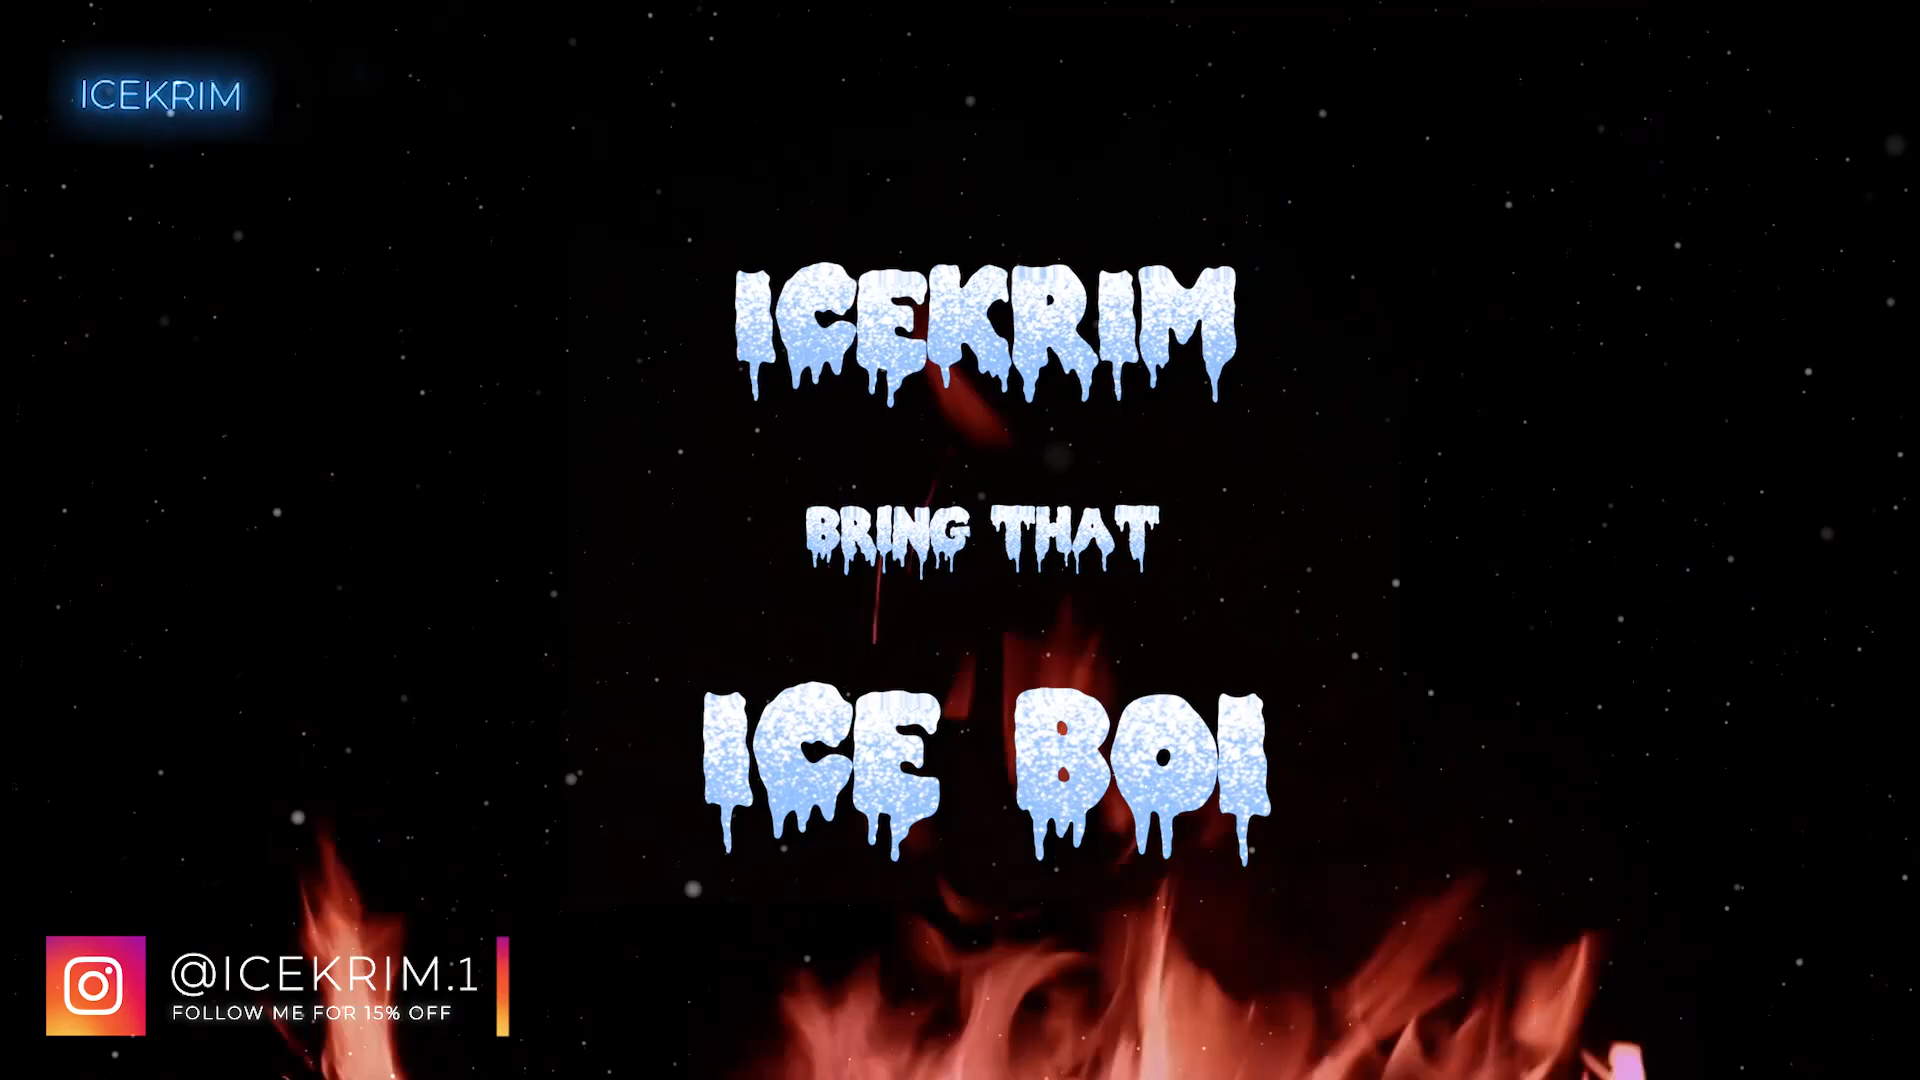 ICEKRIM
ICEKRIM
BRING THAT
ICE BOI
@ICEKRIM.1
FOLLOW ME FOR 15% OFF